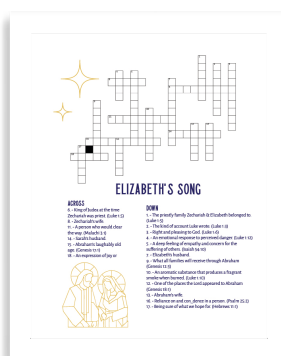 ELIZABETH'S SONG
ACROSS
6 - King of Judea at the time
Zechariah was priest (Luke 1:5)
8 - Zechariah's wife.
11 - A person who would clear
the way (Malachi 3:1)
14 - Sarah's husband.
15 - Abraham's laughably old
age. (Genesis 17:1)
18 - An expression of joy or
DOWN
1 - The priestly family Zechariah & Elizabeth belonged to.
(Luke 1:5)
2 - The kind of account Luke wrote. (Luke 1:3)
3 - Right and pleasing to God. (Luke 1:6)
4 - An emotional response to perceived danger. (Luke 1:12)
5 - A deep feeling of empathy and concern for the
suffering of others. (Isaiah 54:10)
7 - Elizabeth's husband.
9 - What all families will receive through Abraham
(Genesis 12:3)
10 - An aromatic substance that produces a fragrant
smoke when burned. (Luke 1:10)
12 - One of the places the Lord appeared to Abraham
(Genesis 18:1)
13 - Abraham's wife.
16 - Reliance on and con_dence in a person. (Psalm 25:2)
17 - Being sure of what we hope for. (Hebrews 11:1)